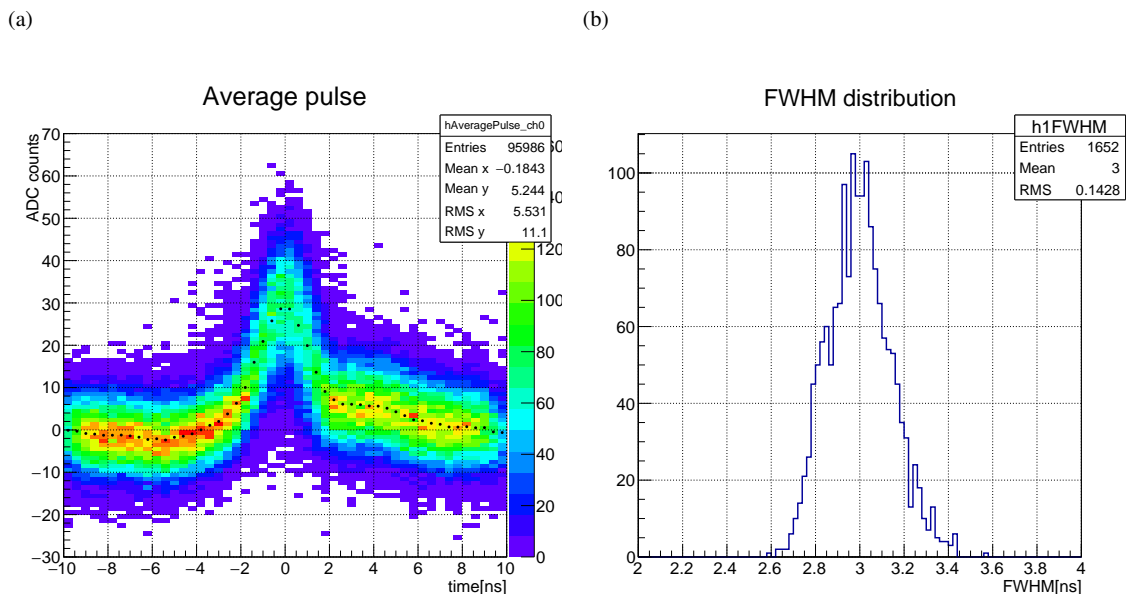 (a)
(b)
Average pulse
ADC counts
70
60
50
40
30
20
10
0
−10
−20
−30
−10 −8 −6 −4 −2 0 2 4 6 8 10
time[ns]
hAveragePulse_ch0
Entries 95986
Mean x −0.1843
Mean y 5.244
RMS x 5.531
RMS y 11.1
120
100
80
60
40
20
0
FWHM distribution
h1FWHM
Entries 1652
Mean 3
RMS 0.1428
100
80
60
40
20
0
2 2.2 2.4 2.6 2.8 3 3.2 3.4 3.6 3.8 4
FWHM[ns]